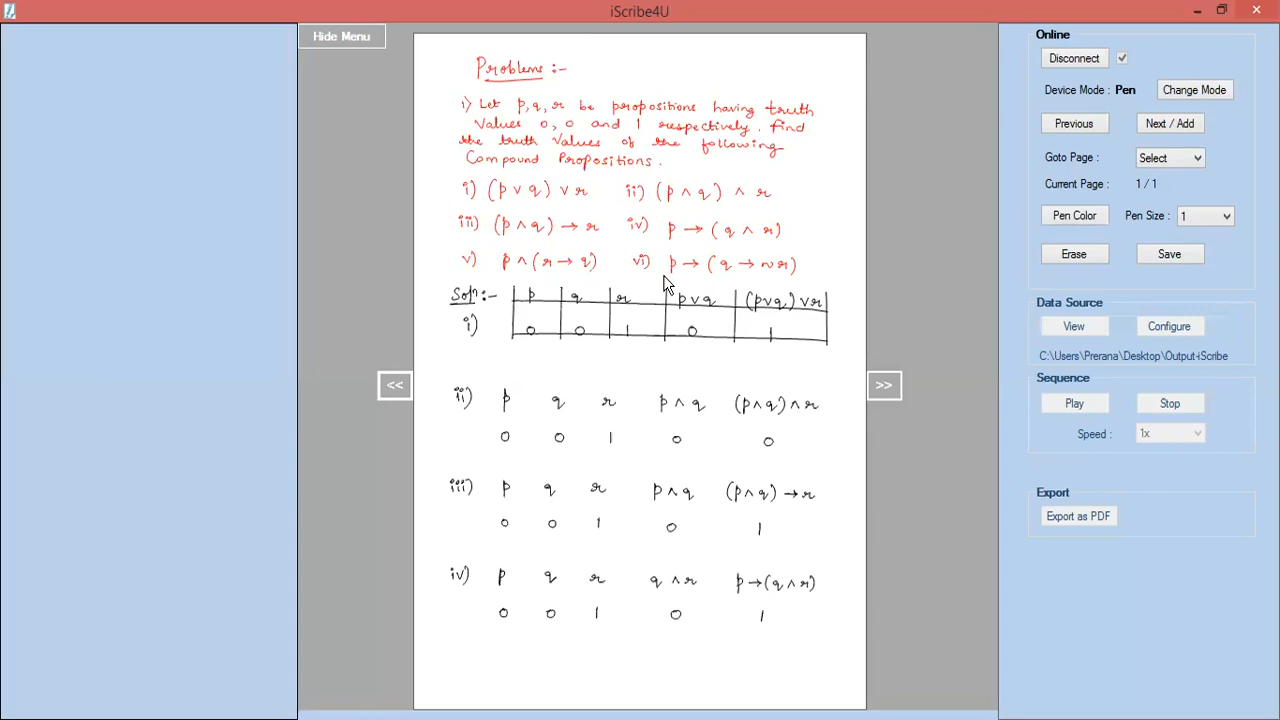 iScribe4U
Hide Menu
Problems :-
1) Let p, q, r be propositions having truth
values 0, 0 and 1 respectively. Find
the truth values of the following
Compound Propositions.
i) (p ∨ q) ∨ r ii) (p ∧ q) ∧ r
iii) (p ∧ q) → r iv) p → (q ∧ r)
v) p ∧ (r → q) vi) p → (q → ~r)
Soln :- p q r p ∨ q (p ∨ q) ∨ r
i) 0 0 1 0 1
ii) p q r p ∧ q (p ∧ q) ∧ r
0 0 1 0 0
iii) p q r p ∧ q (p ∧ q) → r
0 0 1 0 1
iv) p q r q ∧ r p → (q ∧ r)
0 0 1 0 1
<<
>>
Online
Disconnect
Device Mode : Pen Change Mode
Previous Next / Add
Goto Page : Select
Current Page : 1 / 1
Pen Color Pen Size : 1
Erase Save
Data Source
View Configure
C:\Users\Prerana\Desktop\Output-iScribe
Sequence
Play Stop
Speed : 1x
Export
Export as PDF